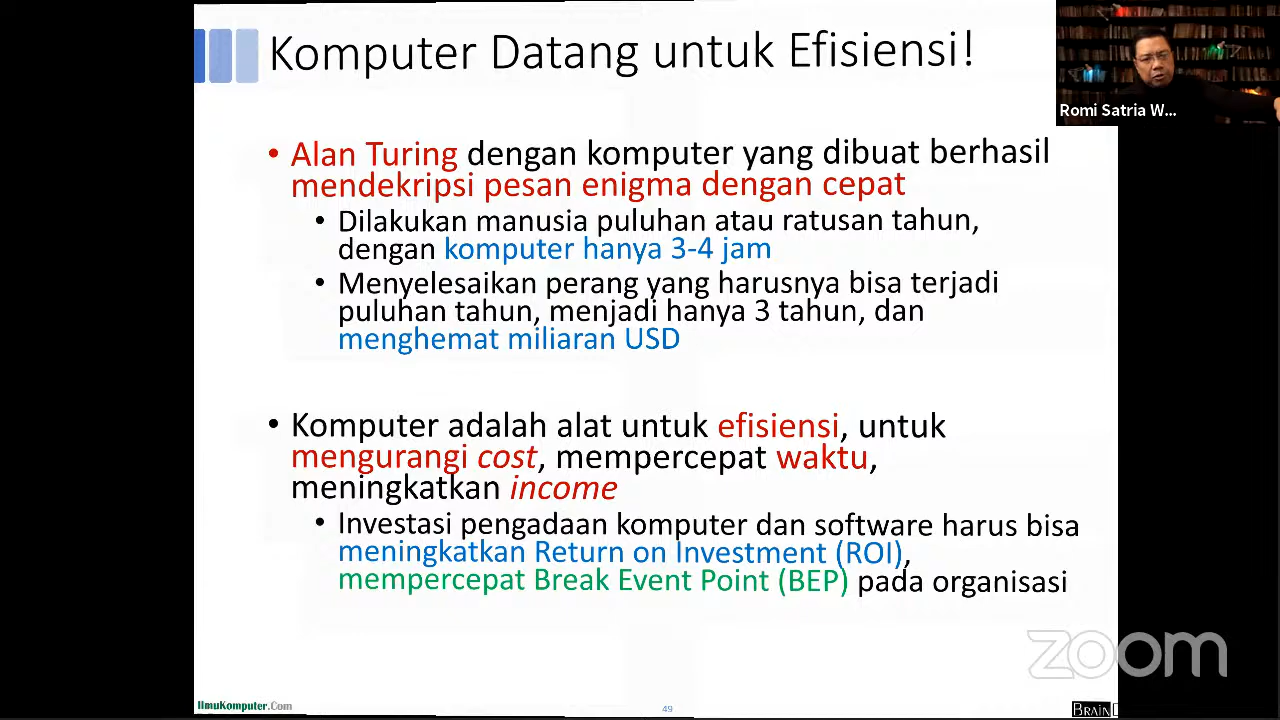 Komputer Datang untuk Efisiensi!
Romi Satria W...
• Alan Turing dengan komputer yang dibuat berhasil
mendekripsi pesan enigma dengan cepat
• Dilakukan manusia puluhan atau ratusan tahun,
dengan komputer hanya 3-4 jam
• Menyelesaikan perang yang harusnya bisa terjadi
puluhan tahun, menjadi hanya 3 tahun, dan
menghemat miliaran USD
• Komputer adalah alat untuk efisiensi, untuk
mengurangi cost, mempercepat waktu,
meningkatkan income
• Investasi pengadaan komputer dan software harus bisa
meningkatkan Return on Investment (ROI),
mempercepat Break Event Point (BEP) pada organisasi
zoom
IlmuKomputer.Com
49
BRAIN